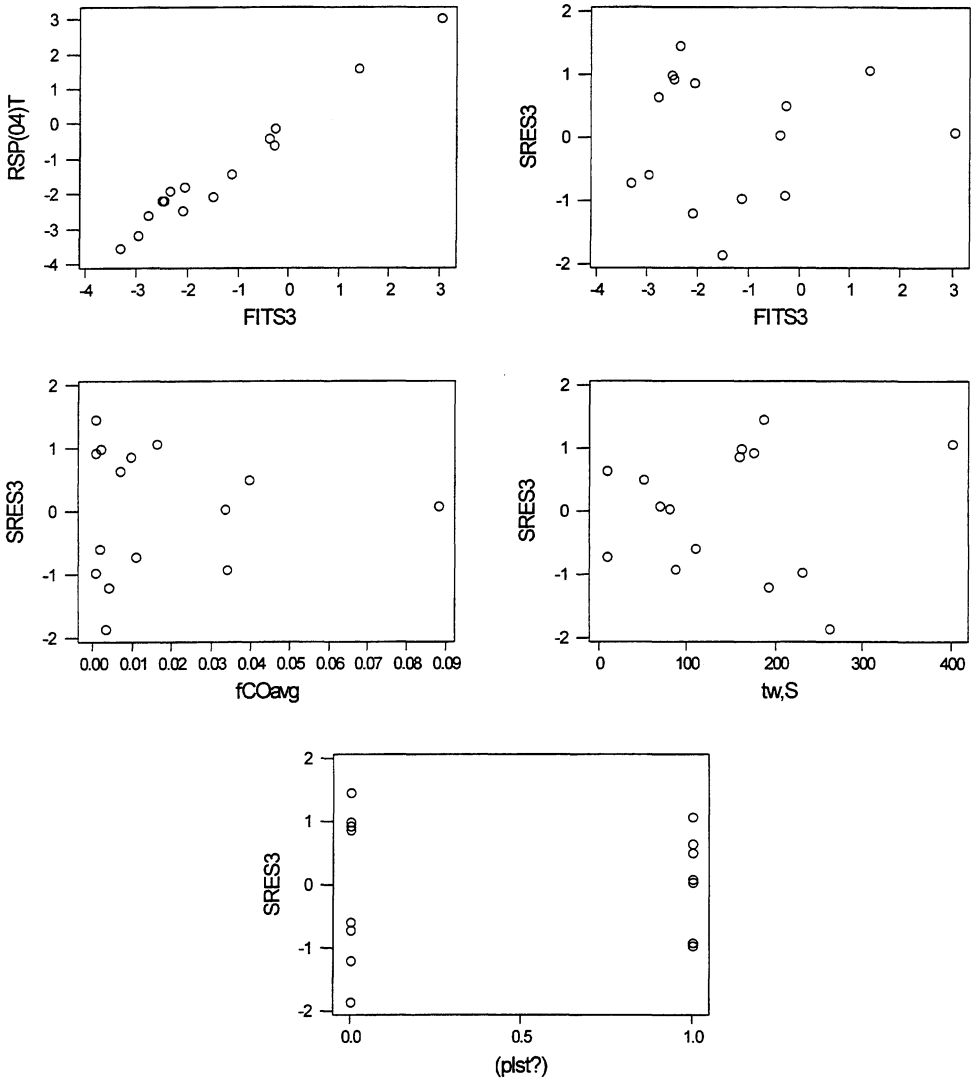 3
2
1
0
-1
-2
-3
-4
RSP(04)T
-4 -3 -2 -1 0 1 2 3
FITS3
2
1
0
-1
-2
SRES3
-4 -3 -2 -1 0 1 2 3
FITS3
2
1
0
-1
-2
SRES3
0.00 0.01 0.02 0.03 0.04 0.05 0.06 0.07 0.08 0.09
fCOavg
2
1
0
-1
-2
SRES3
0 100 200 300 400
tw,S
2
1
0
-1
-2
SRES3
0.0 0.5 1.0
(plst?)